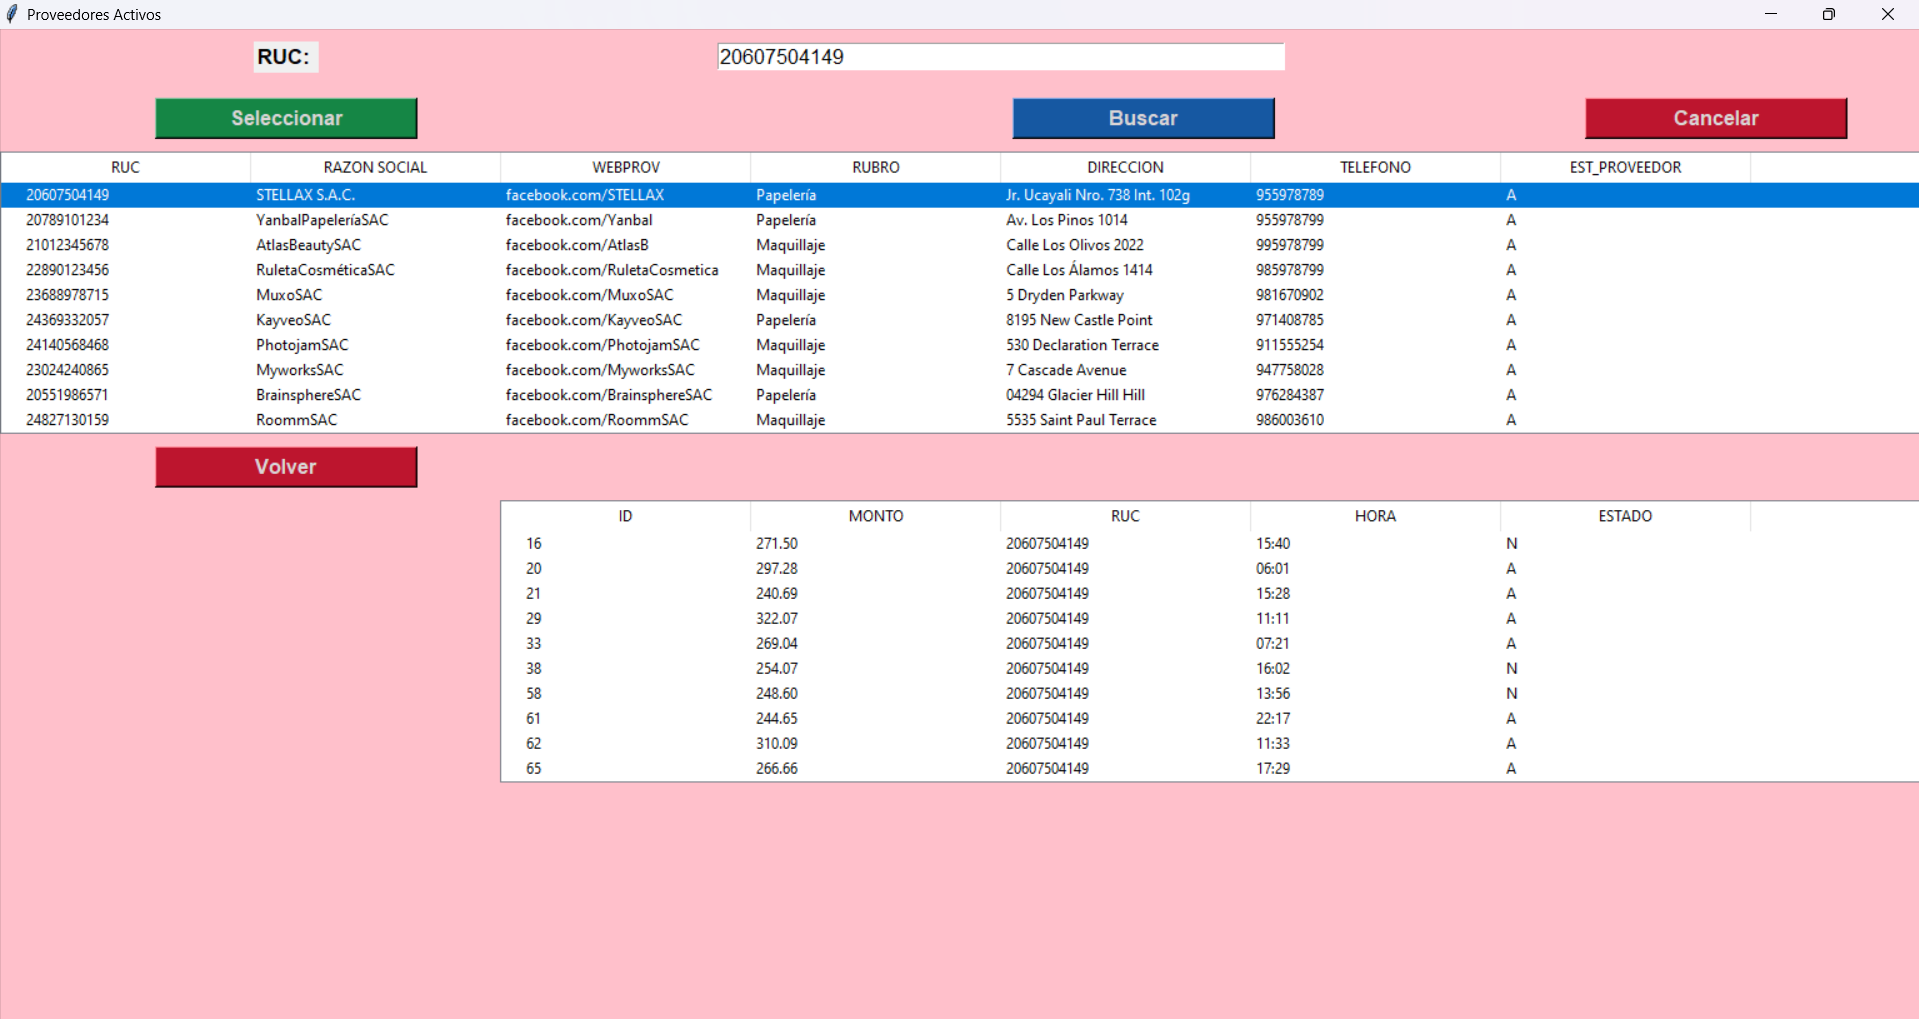 Proveedores Activos
RUC: 20607504149
Seleccionar Buscar Cancelar
RUC RAZON SOCIAL WEBPROV RUBRO DIRECCION TELEFONO EST_PROVEEDOR
20607504149 STELLAX S.A.C. facebook.com/STELLAX Papelería Jr. Ucayali Nro. 738 Int. 102g 955978789 A
20789101234 YanbalPapeleríaSAC facebook.com/Yanbal Papelería Av. Los Pinos 1014 955978799 A
21012345678 AtlasBeautySAC facebook.com/AtlasB Maquillaje Calle Los Olivos 2022 995978799 A
22890123456 RuletaCosméticaSAC facebook.com/RuletaCosmetica Maquillaje Calle Los Álamos 1414 985978799 A
23688978715 MuxoSAC facebook.com/MuxoSAC Maquillaje 5 Dryden Parkway 981670902 A
24369332057 KayveoSAC facebook.com/KayveoSAC Papelería 8195 New Castle Point 971408785 A
24140568468 PhotojamSAC facebook.com/PhotojamSAC Maquillaje 530 Declaration Terrace 911555254 A
23024240865 MyworksSAC facebook.com/MyworksSAC Maquillaje 7 Cascade Avenue 947758028 A
20551986571 BrainsphereSAC facebook.com/BrainsphereSAC Papelería 04294 Glacier Hill Hill 976284387 A
24827130159 RoommSAC facebook.com/RoommSAC Maquillaje 5535 Saint Paul Terrace 986003610 A
Volver
ID MONTO RUC HORA ESTADO
16 271.50 20607504149 15:40 N
20 297.28 20607504149 06:01 A
21 240.69 20607504149 15:28 A
29 322.07 20607504149 11:11 A
33 269.04 20607504149 07:21 A
38 254.07 20607504149 16:02 N
58 248.60 20607504149 13:56 N
61 244.65 20607504149 22:17 A
62 310.09 20607504149 11:33 A
65 266.66 20607504149 17:29 A